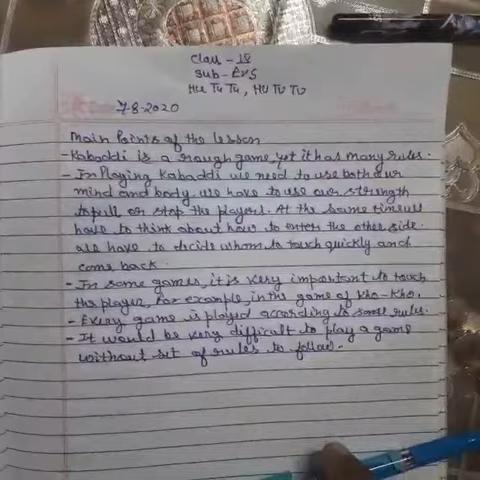 Class - IV
Sub - EVS
Hu Tu Tu, Hu Tu Tu
7-8-2020
Main Points of the lesson
- Kabaddi is a rough game yet it has many rules.
- In Playing Kabaddi we need to use both our
mind and body. We have to use our strength
to pull or stop the players. At the same time we
have to think about how to enter the other side.
we have to decide whom to touch quickly and
come back.
- In some games, it is very important to touch
the player, For example, in the game of Kho-Kho.
- Every game is played according to some rules.
- It would be very difficult to play a game
without set of rules to follow.